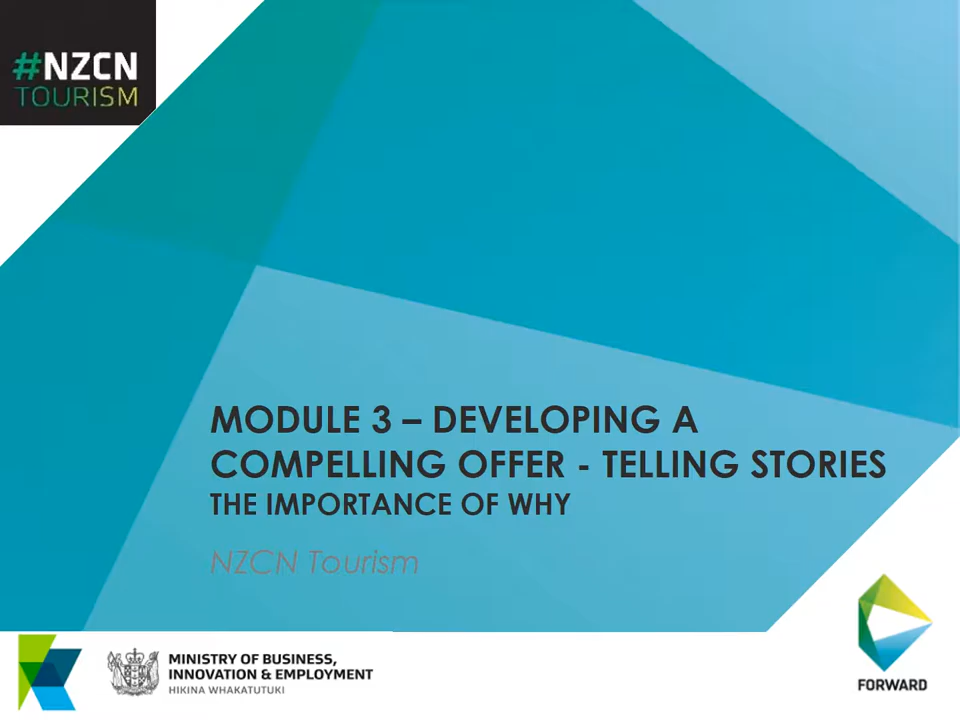 #NZCN
TOURISM
MODULE 3 – DEVELOPING A
COMPELLING OFFER - TELLING STORIES
THE IMPORTANCE OF WHY
NZCN Tourism
MINISTRY OF BUSINESS,
INNOVATION & EMPLOYMENT
HIKINA WHAKATUTUKI
FORWARD